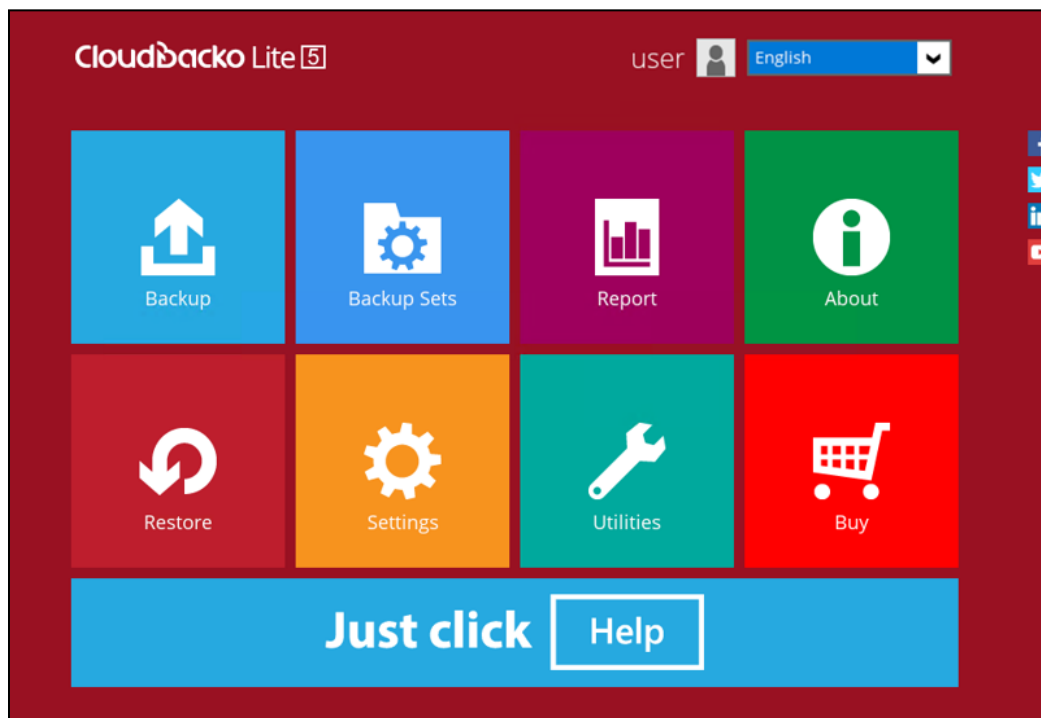 CloudBacko Lite 5
user English
Backup
Backup Sets
Report
About
Restore
Settings
Utilities
Buy
Just click Help